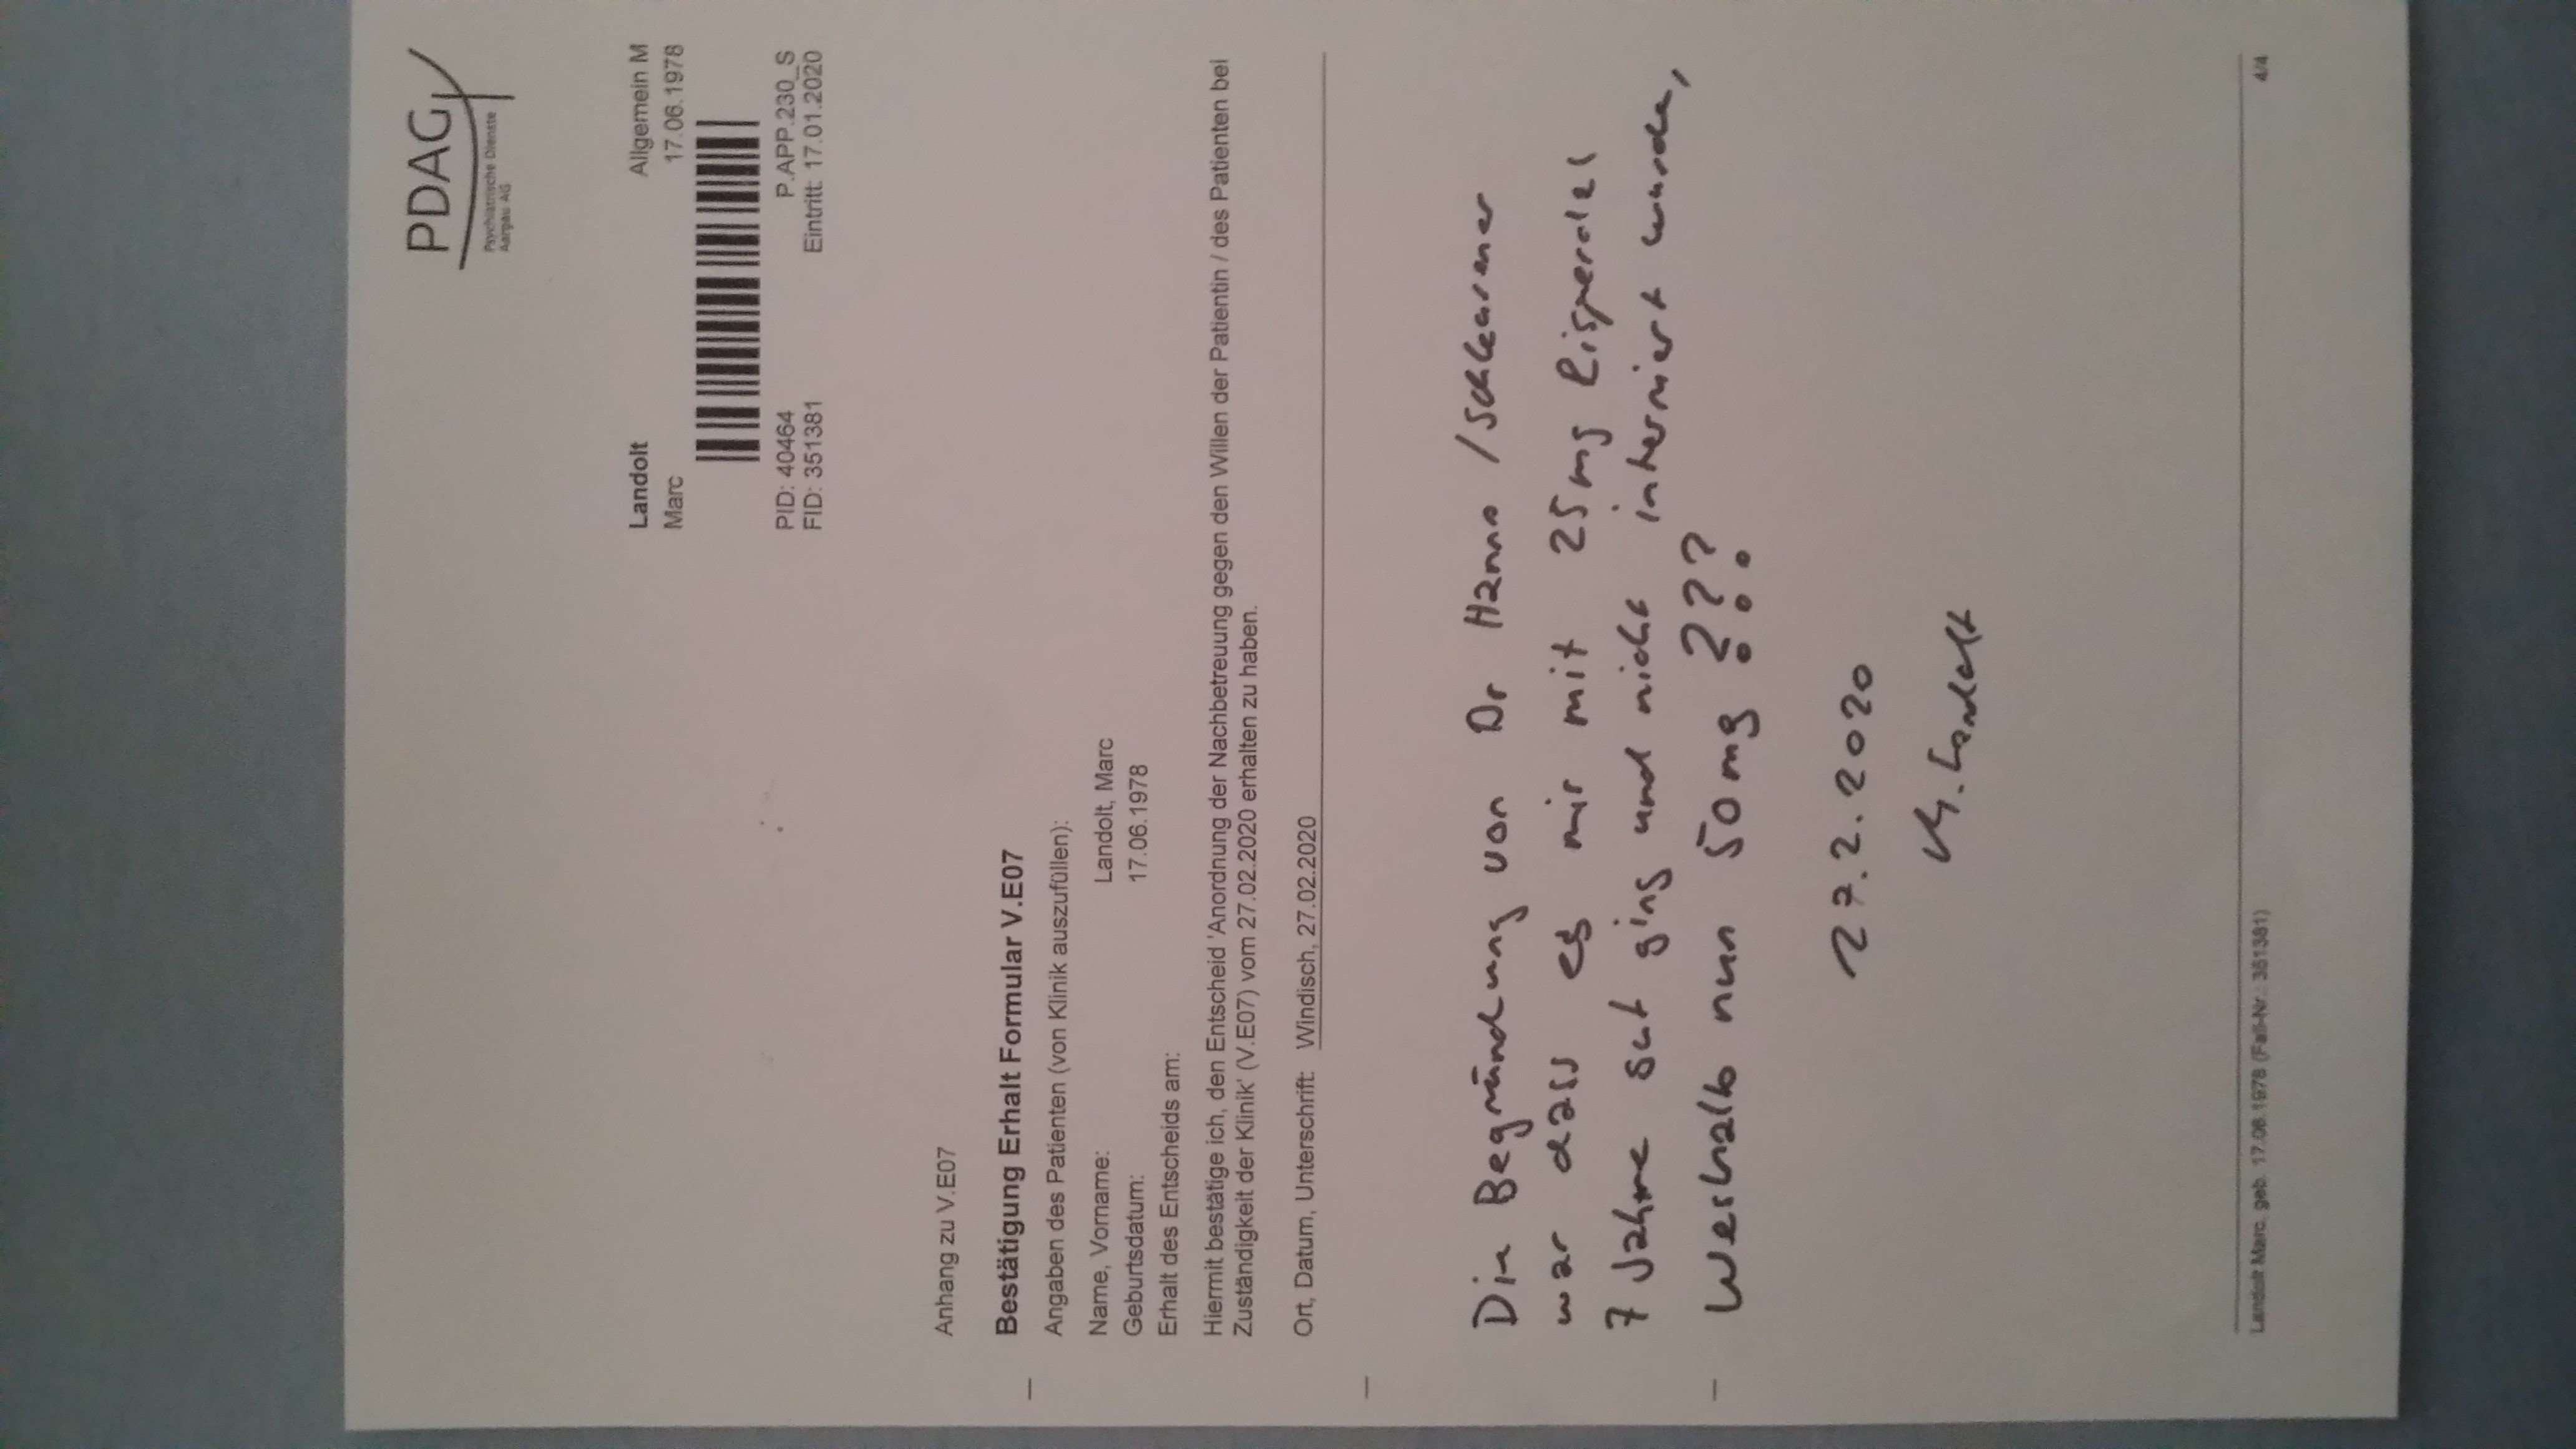 PDAG
Psychiatrische Dienste
Aargau AG
Landolt Allgemein M
Marc 17.06.1978
PID: 40464 P.APP.230_S
FID: 351381 Eintritt: 17.01.2020
Anhang zu V.E07
Bestätigung Erhalt Formular V.E07
Angaben des Patienten (von Klinik auszufüllen):
Name, Vorname: Landolt, Marc
Geburtsdatum: 17.06.1978
Erhalt des Entscheids am:
Hiermit bestätige ich, den Entscheid 'Anordnung der Nachbetreuung gegen den Willen der Patientin / des Patienten bei
Zuständigkeit der Klinik' (V.E07) vom 27.02.2020 erhalten zu haben.
Ort, Datum, Unterschrift: Windisch, 27.02.2020
Die Begründung von Dr /
war dass es mir mit 25mg Risperdal
7 Jahre gut ging und nicht interniert wurde,
Weshalb nun 50mg ???
27.2.2020
M. Landolt
Landolt Marc, geb. 17.06.1978 (Fall-Nr.: 351381) 4/4